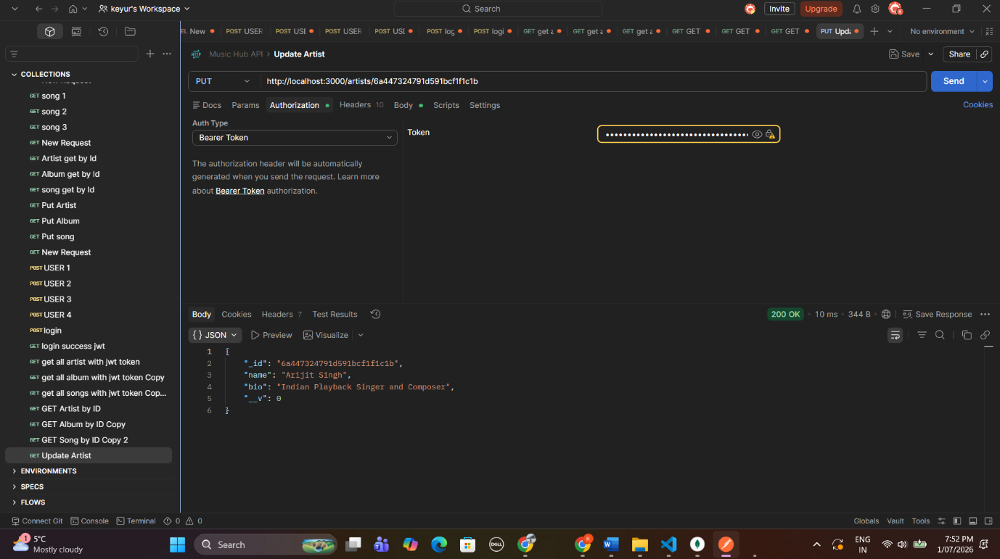 keyur's Workspace
Search
Invite
Upgrade
New
POST USER
POST USE
POST USER
POST USE
POST log
POST logi
GET get a
GET get a
GET get a
GET GET
GET GET
GET GET
PUT Upda
No environment
HTTP Music Hub API > Update Artist
Save
Share
COLLECTIONS
PUT
http://localhost:3000/artists/6a447324791d591bcf1f1c1b
Send
GET song 1
GET song 2
GET song 3
GET New Request
GET Artist get by Id
GET Album get by Id
GET song get by Id
GET Put Artist
GET Put Album
GET Put song
GET New Request
POST USER 1
POST USER 2
POST USER 3
POST USER 4
POST login
GET login success jwt
GET get all artist with jwt token
GET get all album with jwt token Copy
GET get all songs with jwt token Cop...
GET GET Artist by ID
GET GET Album by ID Copy
GET GET Song by ID Copy 2
GET Update Artist
ENVIRONMENTS
SPECS
FLOWS
Docs Params Authorization Headers 10 Body Scripts Settings
Cookies
Auth Type
Bearer Token
The authorization header will be automatically
generated when you send the request. Learn more
about Bearer Token authorization.
Token
Body Cookies Headers 7 Test Results
200 OK • 10 ms • 344 B
e.g. Save Response
{ } JSON
Preview
Visualize
1 {
2 "_id": "6a447324791d591bcf1f1c1b",
3 "name": "Arijit Singh",
4 "bio": "Indian Playback Singer and Composer",
5 "__v": 0
6 }
Connect Git Console Terminal 0 0
Globals Vault Tools
1
5°C
Mostly cloudy
Search
DELL
ENG
IN
7:52 PM
1/07/2026